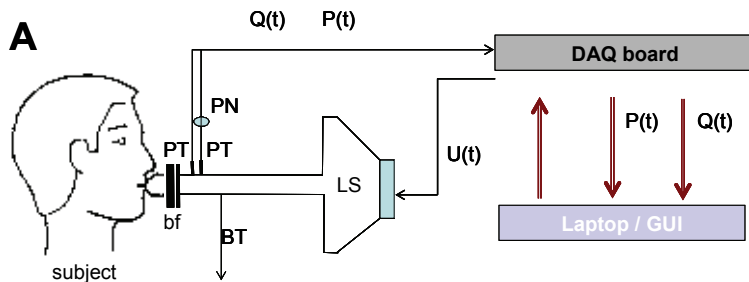 A
Q(t) P(t)
DAQ board
PN
PT PT
P(t) Q(t)
U(t)
LS
bf
BT
Laptop / GUI
subject